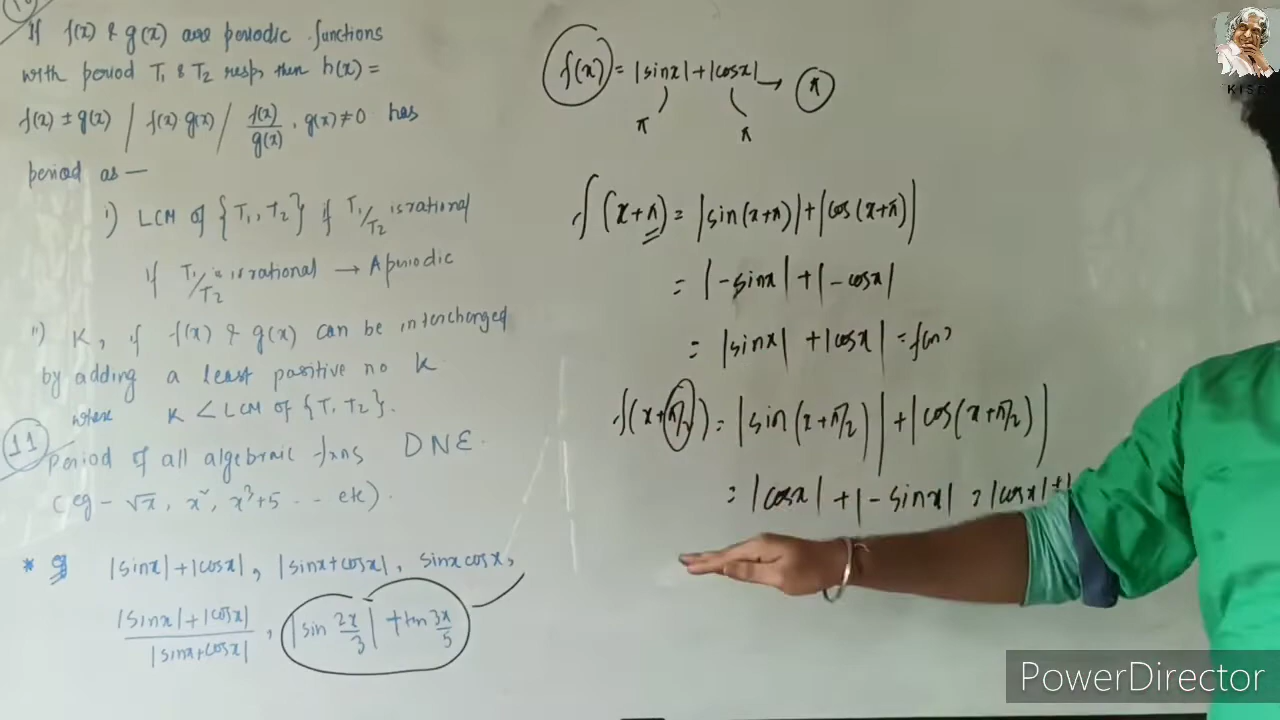 10
If f(x) & g(x) are periodic functions
with period T₁ & T₂ resp, then h(x) =
f(x) ± g(x) / f(x) g(x) / f(x)/g(x), g(x) ≠ 0 has
period as —
i) LCM of {T₁, T₂} if T₁/T₂ is rational
if T₁/T₂ is irrational → Aperiodic
ii) K, if f(x) & g(x) can be interchanged
by adding a least positive no K
where K < LCM of {T₁ T₂}.
11
Period of all algebraic fxns DNE.
(eg – √x, x², x³+5 ... etc).
* eg |sinx|+|cosx|, |sinx+cosx|, sinx cosx,
|sinx|+|cosx| / |sinx+cosx|, |sin 2x/3| + tan 3x/5
f(x) = |sinx|+|cosx| → π
π π
f(x+π) = |sin(x+π)|+|cos(x+π)|
= |-sinx|+|-cosx|
= |sinx| + |cosx| = f(x)
f(x+π/2) = |sin(x+π/2)|+|cos(x+π/2)|
= |cosx| + |-sinx| = |cosx|+|
PowerDirector